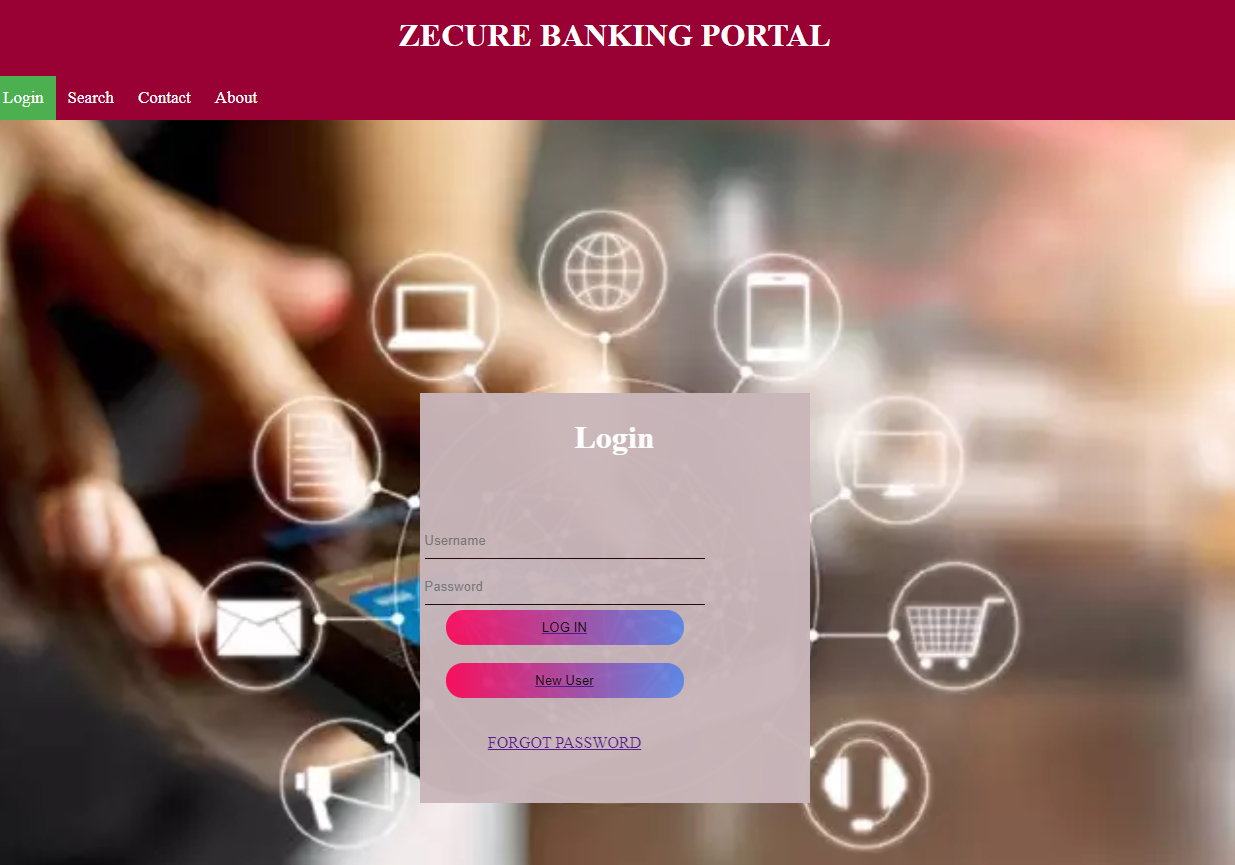 ZECURE BANKING PORTAL
Login Search Contact About
Login
Username
Password
LOG IN
New User
FORGOT PASSWORD